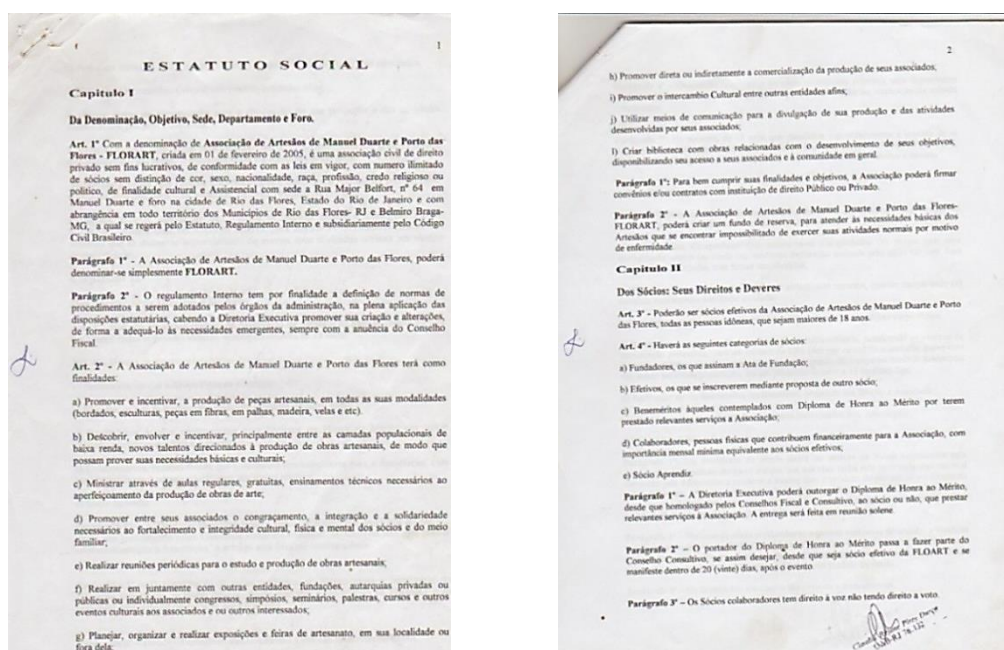 1
ESTATUTO SOCIAL
Capitulo I
Da Denominação, Objetivo, Sede, Departamento e Foro.
Art. 1º Com a denominação de Associação de Artesãos de Manuel Duarte e Porto das
Flores - FLORART, criada em 01 de fevereiro de 2005, é uma associação civil de direito
privado sem fins lucrativos, de conformidade com as leis em vigor, com numero ilimitado
de sócios sem distinção de cor, sexo, nacionalidade, raça, profissão, credo religioso ou
político, de finalidade cultural e Assistencial com sede a Rua Major Belfort, nº 64 em
Manuel Duarte e foro na cidade de Rio das Flores, Estado do Rio de Janeiro e com
abrangência em todo território dos Municípios de Rio das Flores- RJ e Belmiro Braga-
MG, a qual se regerá pelo Estatuto, Regulamento Interno e subsidiariamente pelo Código
Civil Brasileiro.
Parágrafo 1º - A Associação de Artesãos de Manuel Duarte e Porto das Flores, poderá
denominar-se simplesmente FLORART.
Parágrafo 2º - O regulamento Interno tem por finalidade a definição de normas de
procedimentos a serem adotados pelos órgãos da administração, na plena aplicação das
disposições estatutárias, cabendo a Diretoria Executiva promover sua criação e alterações,
de forma a adequá-lo às necessidades emergentes, sempre com a anuência do Conselho
Fiscal.
Art. 2º - A Associação de Artesãos de Manuel Duarte e Porto das Flores terá como
finalidades:
a) Promover e incentivar, a produção de peças artesanais, em todas as suas modalidades
(bordados, esculturas, peças em fibras, em palhas, madeira, velas e etc).
b) Descobrir, envolver e incentivar, principalmente entre as camadas populacionais de
baixa renda, novos talentos direcionados à produção de obras artesanais, de modo que
possam prover suas necessidades básicas e culturais;
c) Ministrar através de aulas regulares, gratuitas, ensinamentos técnicos necessários ao
aperfeiçoamento da produção de obras de arte;
d) Promover entre seus associados o congraçamento, a integração e a solidariedade
necessários ao fortalecimento e integridade cultural, física e mental dos sócios e do meio
familiar;
e) Realizar reuniões periódicas para o estudo e produção de obras artesanais;
f) Realizar em juntamente com outras entidades, fundações, autarquias privadas ou
públicas ou individualmente congressos, simpósios, seminários, palestras, cursos e outros
eventos culturais aos associados e ou outros interessados;
g) Planejar, organizar e realizar exposições e feiras de artesanato, em sua localidade ou
fora dela;
2
h) Promover direta ou indiretamente a comercialização da produção de seus associados;
i) Promover o intercambio Cultural entre outras entidades afins;
j) Utilizar meios de comunicação para a divulgação de sua produção e das atividades
desenvolvidas por seus associados;
l) Criar biblioteca com obras relacionadas com o desenvolvimento de seus objetivos,
disponibilizando seu acesso a seus associados e à comunidade em geral.
Parágrafo 1º: Para bem cumprir suas finalidades e objetivos, a Associação poderá firmar
convênios e/ou contratos com instituição de direito Público ou Privado.
Parágrafo 2º - A Associação de Artesãos de Manuel Duarte e Porto das Flores-
FLORART, poderá criar um fundo de reserva, para atender às necessidades básicas dos
Artesãos que se encontrar impossibilitado de exercer suas atividades normais por motivo
de enfermidade.
Capitulo II
Dos Sócios: Seus Direitos e Deveres
Art. 3º - Poderão ser sócios efetivos da Associação de Artesãos de Manuel Duarte e Porto
das Flores, todas as pessoas idôneas, que sejam maiores de 18 anos.
Art. 4º - Haverá as seguintes categorias de sócios:
a) Fundadores, os que assinam a Ata de Fundação;
b) Efetivos, os que se inscreverem mediante proposta de outro sócio;
c) Beneméritos àqueles contemplados com Diploma de Honra ao Mérito por terem
prestado relevantes serviços a Associação;
d) Colaboradores, pessoas físicas que contribuem financeiramente para a Associação, com
importância mensal mínima equivalente aos sócios efetivos;
e) Sócio Aprendiz.
Parágrafo 1º – A Diretoria Executiva poderá outorgar o Diploma de Honra ao Mérito,
desde que homologado pelos Conselhos Fiscal e Consultivo, ao sócio ou não, que prestar
relevantes serviços à Associação. A entrega será feita em reunião solene.
Parágrafo 2º – O portador do Diploma de Honra ao Mérito passa a fazer parte do
Conselho Consultivo, se assim desejar, desde que seja sócio efetivo da FLOART e se
manifeste dentro de 20 (vinte) dias, após o evento.
Parágrafo 3º – Os Sócios colaboradores tem direito à voz não tendo direito a voto.